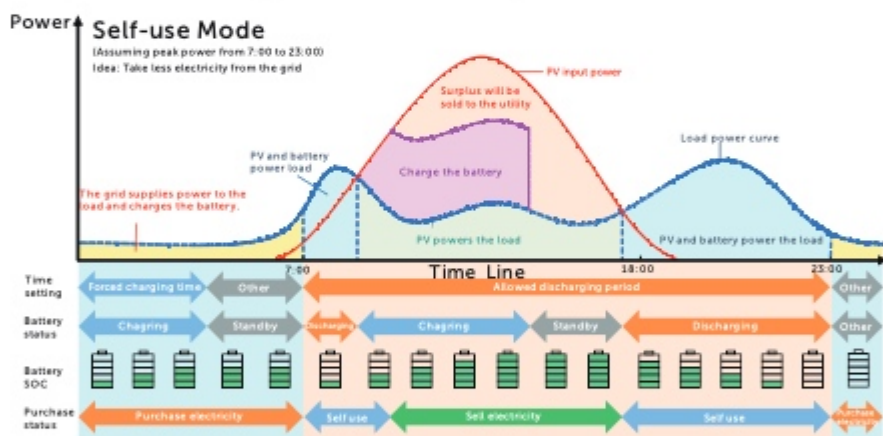 Power
Self-use Mode
(Assuming peak power from 7:00 to 23:00)
Idea: Take less electricity from the grid
PV input power
Surplus will be
sold to the utility
Load power curve
PV and battery
power load
Charge the battery
The grid supplies power to the
load and charges the battery.
PV powers the load
PV and battery power the load
7:00
Time Line
18:00
23:00
Time
setting
Forced charging time
Other
Allowed discharging period
Other
Battery
status
Chagring
Standby
Discharging
Chagring
Standby
Discharging
Other
Battery
SOC
Purchase
status
Purchase electricity
Self use
Sell electricity
Self use
Purchase
electricity